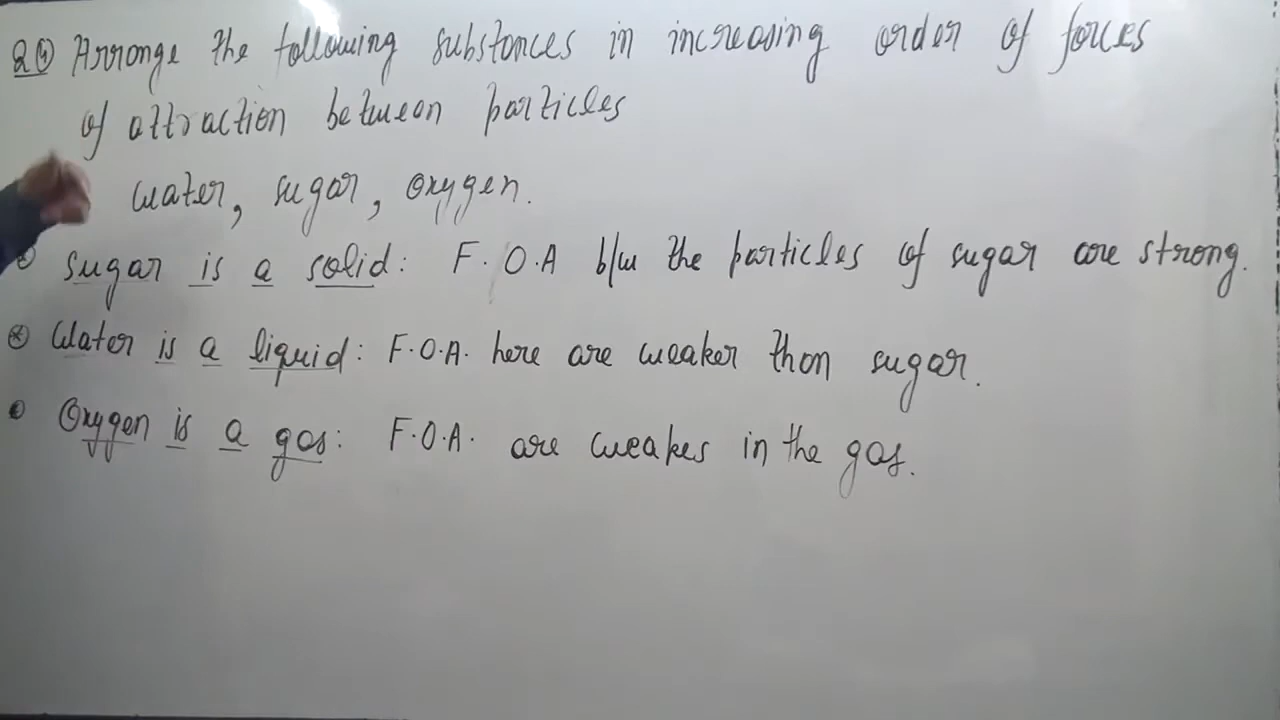 Q④ Arrange the following substances in increasing order of forces
of attraction between particles
water, sugar, oxygen.
Sugar is a solid: F.O.A b/w the particles of sugar are strong.
Water is a liquid: F.O.A. here are weaker than sugar.
Oxygen is a gas: F.O.A. are weakes in the gas.